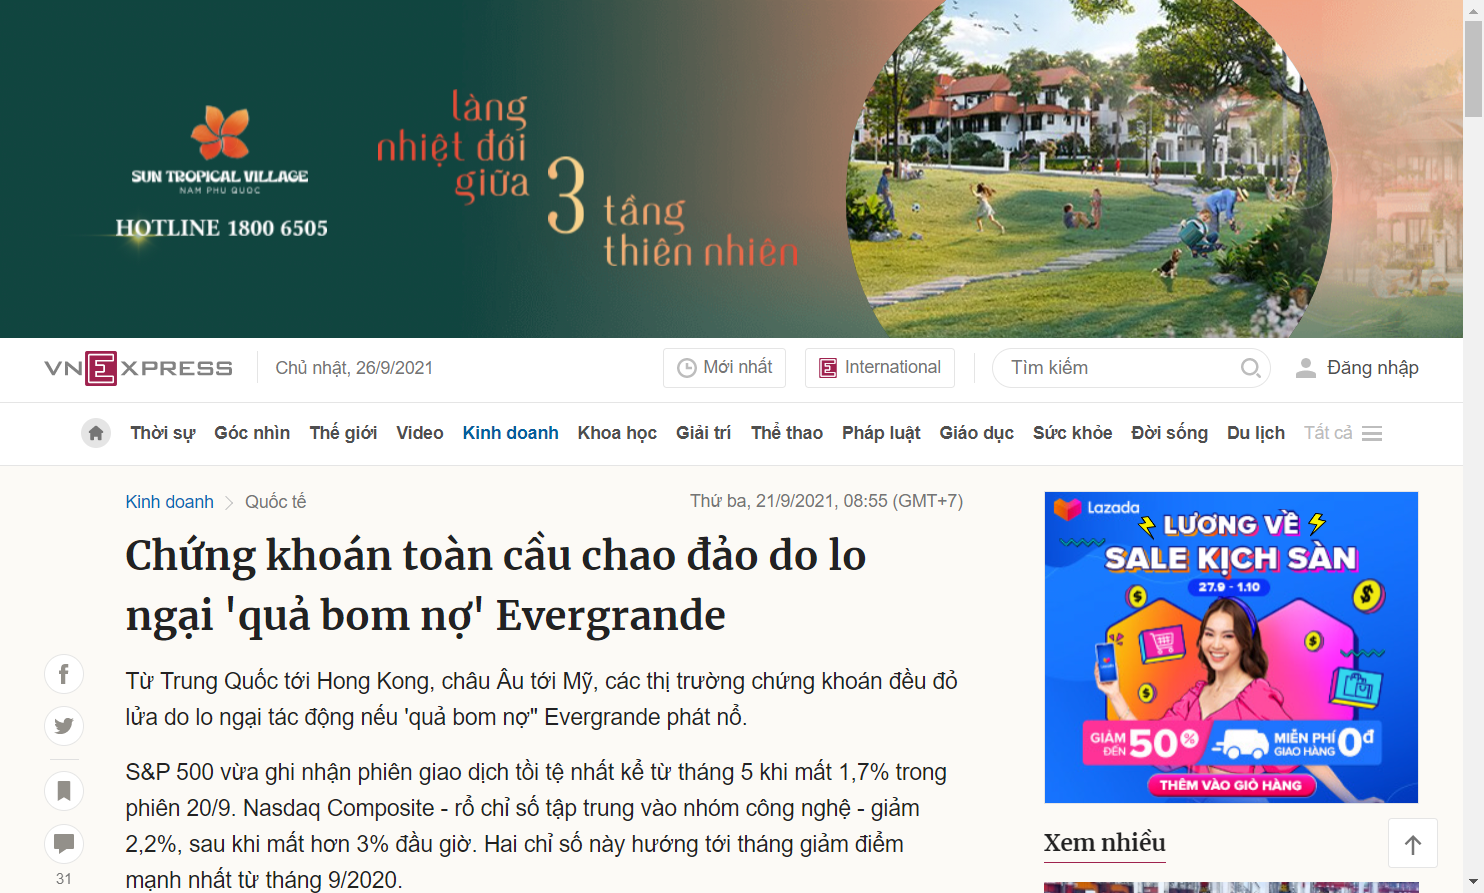 làng
nhiệt đới
giữa
3
tầng
thiên nhiên
SUN TROPICAL VILLAGE
NAM PHU QUOC
HOTLINE 1800 6505
VNEXPRESS
Chủ nhật, 26/9/2021
Mới nhất
International
Tìm kiếm
Đăng nhập
Thời sự Góc nhìn Thế giới Video Kinh doanh Khoa học Giải trí Thể thao Pháp luật Giáo dục Sức khỏe Đời sống Du lịch Tất cả
Kinh doanh > Quốc tế
Thứ ba, 21/9/2021, 08:55 (GMT+7)
Chứng khoán toàn cầu chao đảo do lo
ngại 'quả bom nợ' Evergrande
Từ Trung Quốc tới Hong Kong, châu Âu tới Mỹ, các thị trường chứng khoán đều đỏ
lửa do lo ngại tác động nếu 'quả bom nợ" Evergrande phát nổ.
S&P 500 vừa ghi nhận phiên giao dịch tồi tệ nhất kể từ tháng 5 khi mất 1,7% trong
phiên 20/9. Nasdaq Composite - rổ chỉ số tập trung vào nhóm công nghệ - giảm
2,2%, sau khi mất hơn 3% đầu giờ. Hai chỉ số này hướng tới tháng giảm điểm
mạnh nhất từ tháng 9/2020.
31
Lazada
LƯƠNG VỀ
SALE KỊCH SÀN
27.9 - 1.10
GIẢM
ĐẾN
50%
MIỄN PHÍ
GIAO HÀNG
0đ
THÊM VÀO GIỎ HÀNG
Xem nhiều